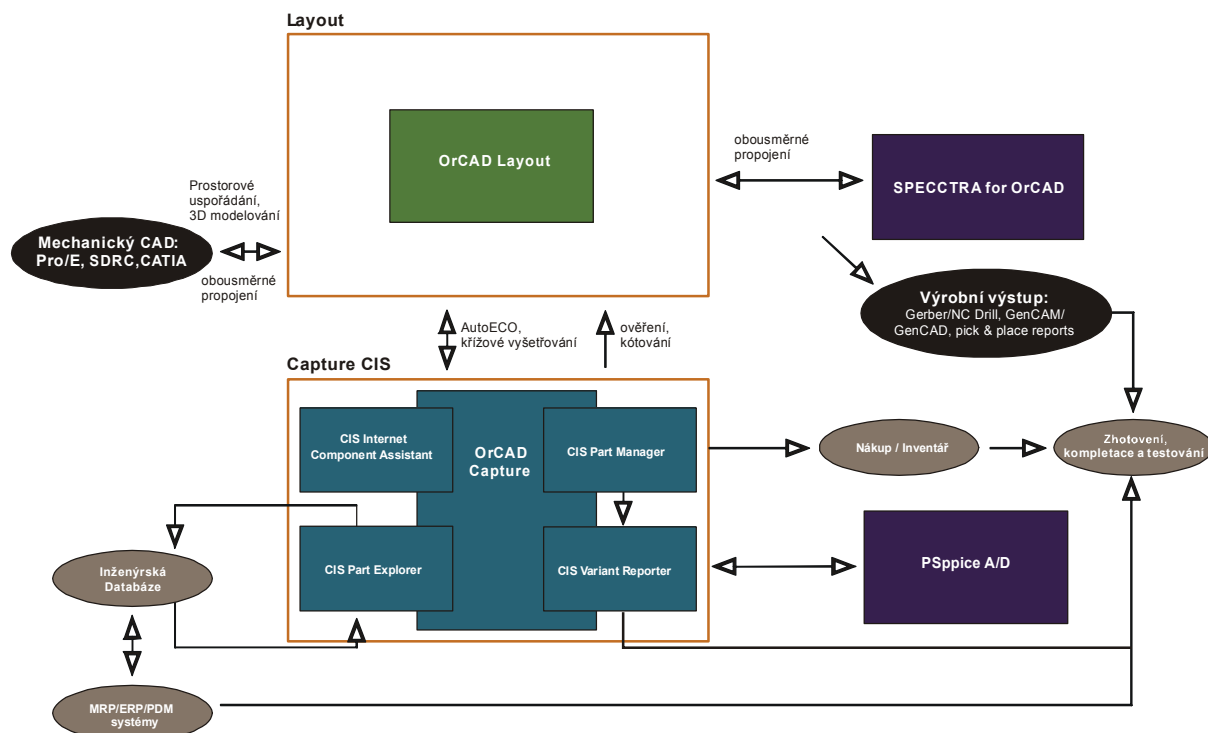 Layout
OrCAD Layout
obousměrné
propojení
SPECCTRA for OrCAD
Prostorové
uspořádání,
3D modelování
Mechanický CAD:
Pro/E, SDRC,CATIA
obousměrné
propojení
Výrobní výstup:
Gerber/NC Drill, GenCAM/
GenCAD, pick & place reports
AutoECO,
křížové vyšetřování
ověření,
kótování
Capture CIS
CIS Internet
Component Assistant
OrCAD
Capture
CIS Part Manager
Nákup / Inventář
Zhotovení,
kompletace a testování
CIS Part Explorer
CIS Variant Reporter
PSppice A/D
Inženýrská
Databáze
MRP/ERP/PDM
systémy